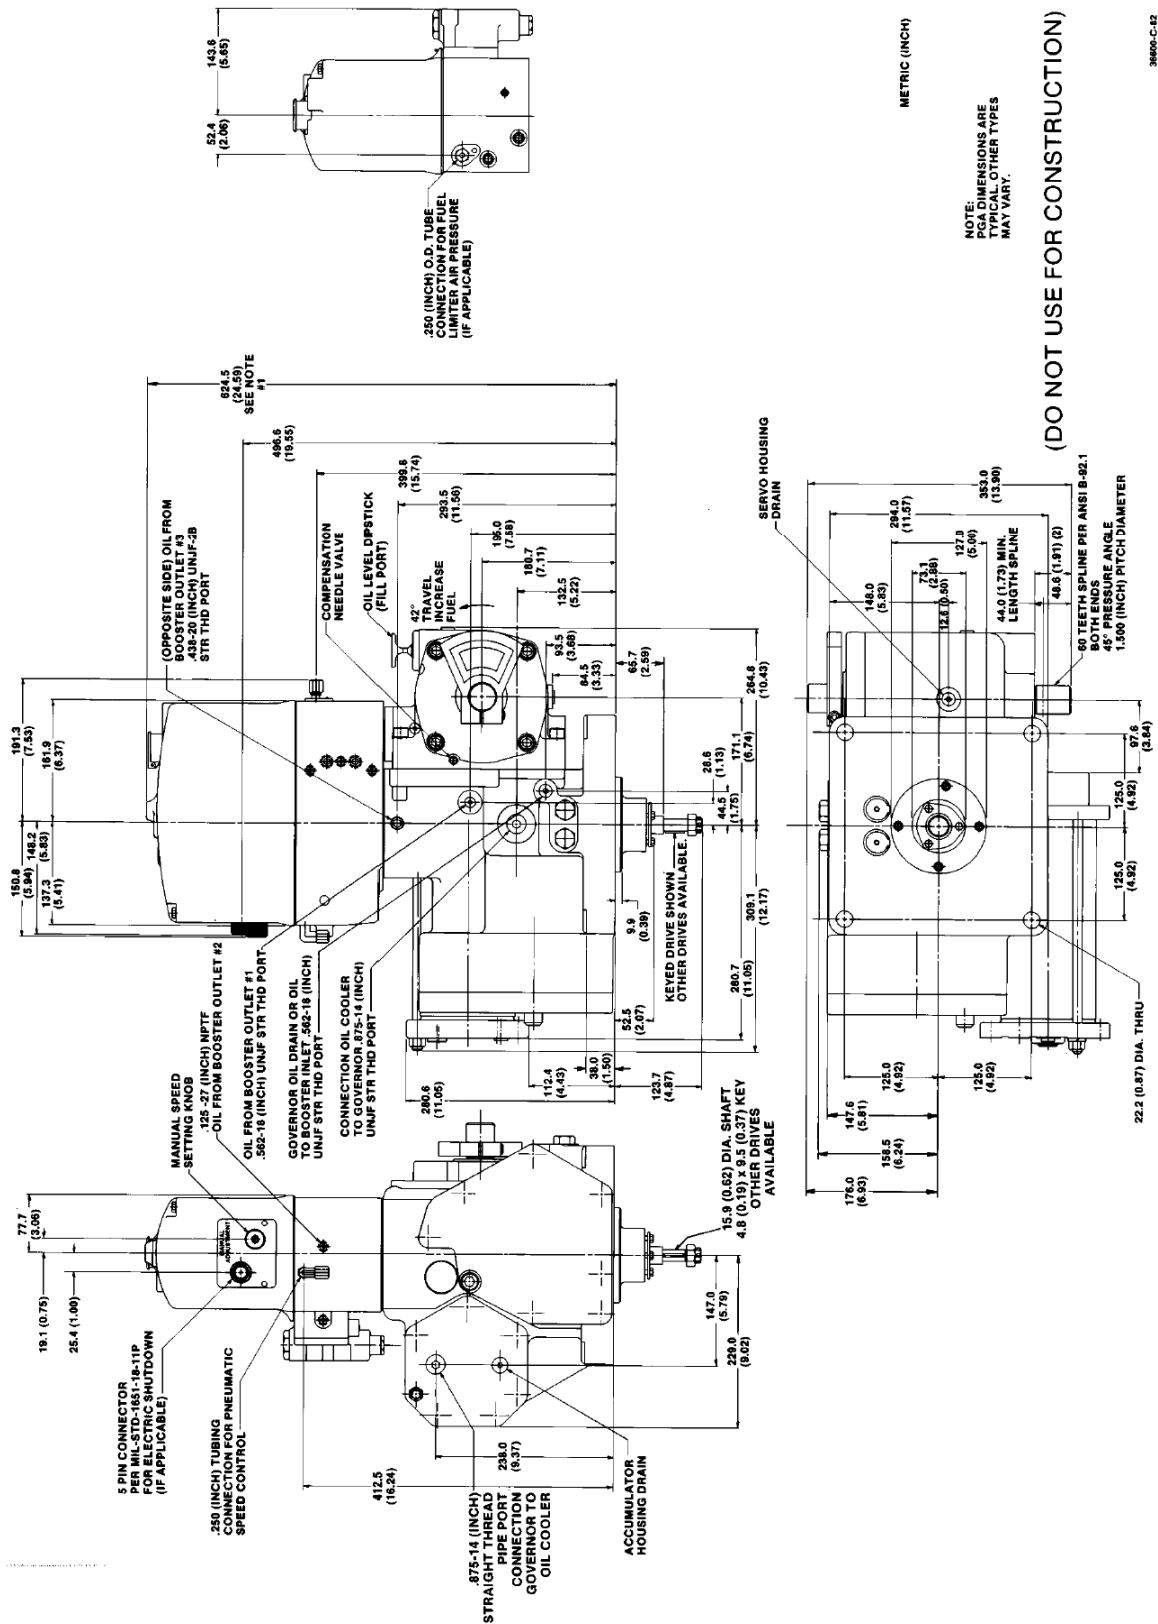 143.6
(5.65)
52.4
(2.06)
.250 (INCH) O.D. TUBE
CONNECTION FOR FUEL
LIMITER AIR PRESSURE
(IF APPLICABLE)
METRIC (INCH)
NOTE:
PGA DIMENSIONS ARE
TYPICAL. OTHER TYPES
MAY VARY.
(DO NOT USE FOR CONSTRUCTION)
36600-C-82
624.5
(24.59)
SEE NOTE
#1
496.6
(19.55)
399.8
(15.74)
293.5
(11.56)
195.0
(7.58)
180.7
(7.11)
132.5
(5.22)
93.5
(3.68)
84.5
(3.33)
65.7
(2.59)
264.8
(10.43)
171.1
(6.74)
28.6
(1.13)
44.5
(1.75)
309.1
(12.17)
280.7
(11.05)
9.9
(0.39)
52.5
(2.07)
38.0
(1.50)
112.4
(4.43)
123.7
(4.87)
280.6
(11.05)
191.3
(7.53)
161.9
(6.37)
150.8
(5.94)
148.2
(5.83)
137.3
(5.41)
(OPPOSITE SIDE) OIL FROM
BOOSTER OUTLET #3
.438-20 (INCH) UNJF-2B
STR THD PORT
COMPENSATION
NEEDLE VALVE
OIL LEVEL DIPSTICK
(FILL PORT)
42°
TRAVEL
INCREASE
FUEL
KEYED DRIVE SHOWN
OTHER DRIVES AVAILABLE.
MANUAL SPEED
SETTING KNOB
.125 -27 (INCH) NPTF
OIL FROM BOOSTER OUTLET #2
OIL FROM BOOSTER OUTLET #1
.562-18 (INCH) UNJF STR THD PORT
GOVERNOR OIL DRAIN OR OIL
TO BOOSTER INLET .562-18 (INCH)
UNJF STR THD PORT
CONNECTION OIL COOLER
TO GOVERNOR .875-14 (INCH)
UNJF STR THD PORT
77.7
(3.06)
19.1 (0.75)
25.4 (1.00)
MANUAL
ADJUSTMENT
5 PIN CONNECTOR
PER MIL-STD-1651-18-11P
FOR ELECTRIC SHUTDOWN
(IF APPLICABLE)
.250 (INCH) TUBING
CONNECTION FOR PNEUMATIC
SPEED CONTROL
412.5
(16.24)
238.0
(9.37)
.875-14 (INCH)
STRAIGHT THREAD
PIPE PORT
CONNECTION
GOVERNOR TO
OIL COOLER
ACCUMULATOR
HOUSING DRAIN
147.0
(5.79)
229.0
(9.02)
15.9 (0.62) DIA. SHAFT
4.8 (0.19) x 9.5 (0.37) KEY
OTHER DRIVES
AVAILABLE
SERVO HOUSING
DRAIN
353.0
(13.90)
294.0
(11.57)
73.1
(2.88)
148.0
(5.83)
44.0 (1.73) MIN.
LENGTH SPLINE
48.6 (1.91) (2)
60 TEETH SPLINE PER ANSI B-92.1
BOTH ENDS
45° PRESSURE ANGLE
1.500 (INCH) PITCH DIAMETER
97.6
(3.84)
125.0
(4.92)
125.0
(4.92)
22.2 (0.87) DIA. THRU
125.0
(4.92)
125.0
(4.92)
147.6
(5.81)
158.5
(6.24)
176.0
(6.93)